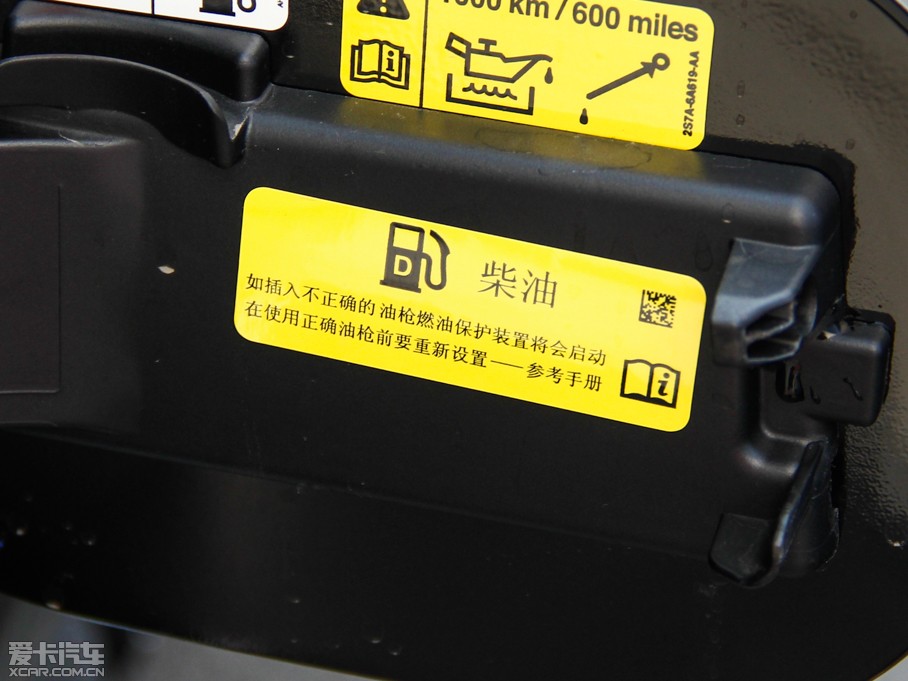 1000 km / 600 miles
2S7A-6A619-AA
D 柴油
如插入不正确的油枪燃油保护装置将会启动
在使用正确油枪前要重新设置——参考手册
爱卡汽车
XCAR.COM.CN